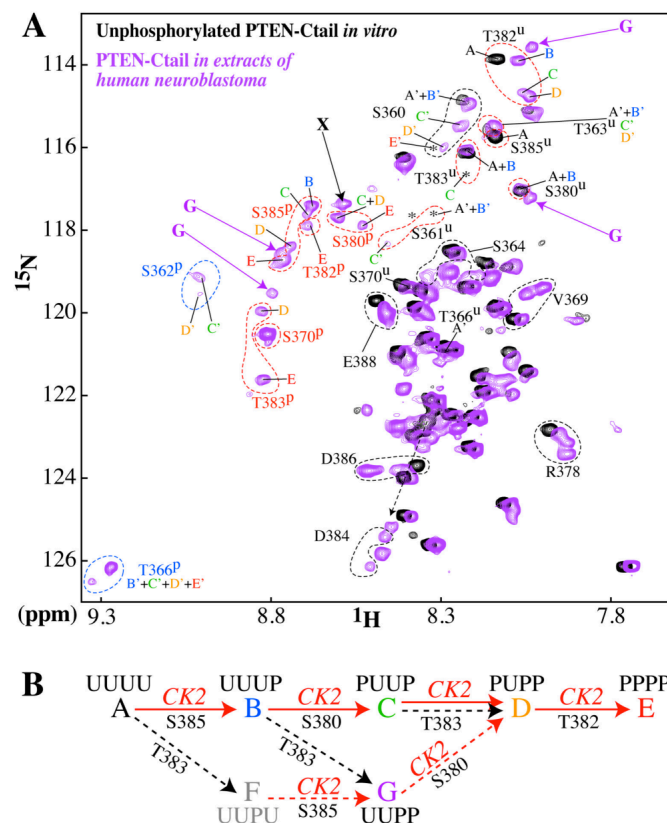 A
Unphosphorylated PTEN-Ctail in vitro
PTEN-Ctail in extracts of
human neuroblastoma
T382u
G
A
B
C
D
A'+B'
S360
C'
D'
E'
*
X
A'+B'
T363u C'
D'
A
S385u
A+B
*
T383u
C
A+B
S380u
G
B
C
S385p
D
G
C+D
E
S380p
G
E
E
T382p
* *
A'+B'
S361u
C'
S364
S362p
D'
C'
S370u
T366u
A'
V369
D
S370p
E
T383p
E388
D386
R378
D384
T366p
B'+C'+D'+E'
114
116
118
120
122
124
126
15N
(ppm)
9.3
8.8
1H
8.3
7.8
B
UUUU
UUUP
PUUP
PUPP
PPPP
A
CK2
B
CK2
C
CK2
D
CK2
E
S385
S380
T383
T382
T383
T383
CK2
S380
F
CK2
G
UUPU
S385
UUPP